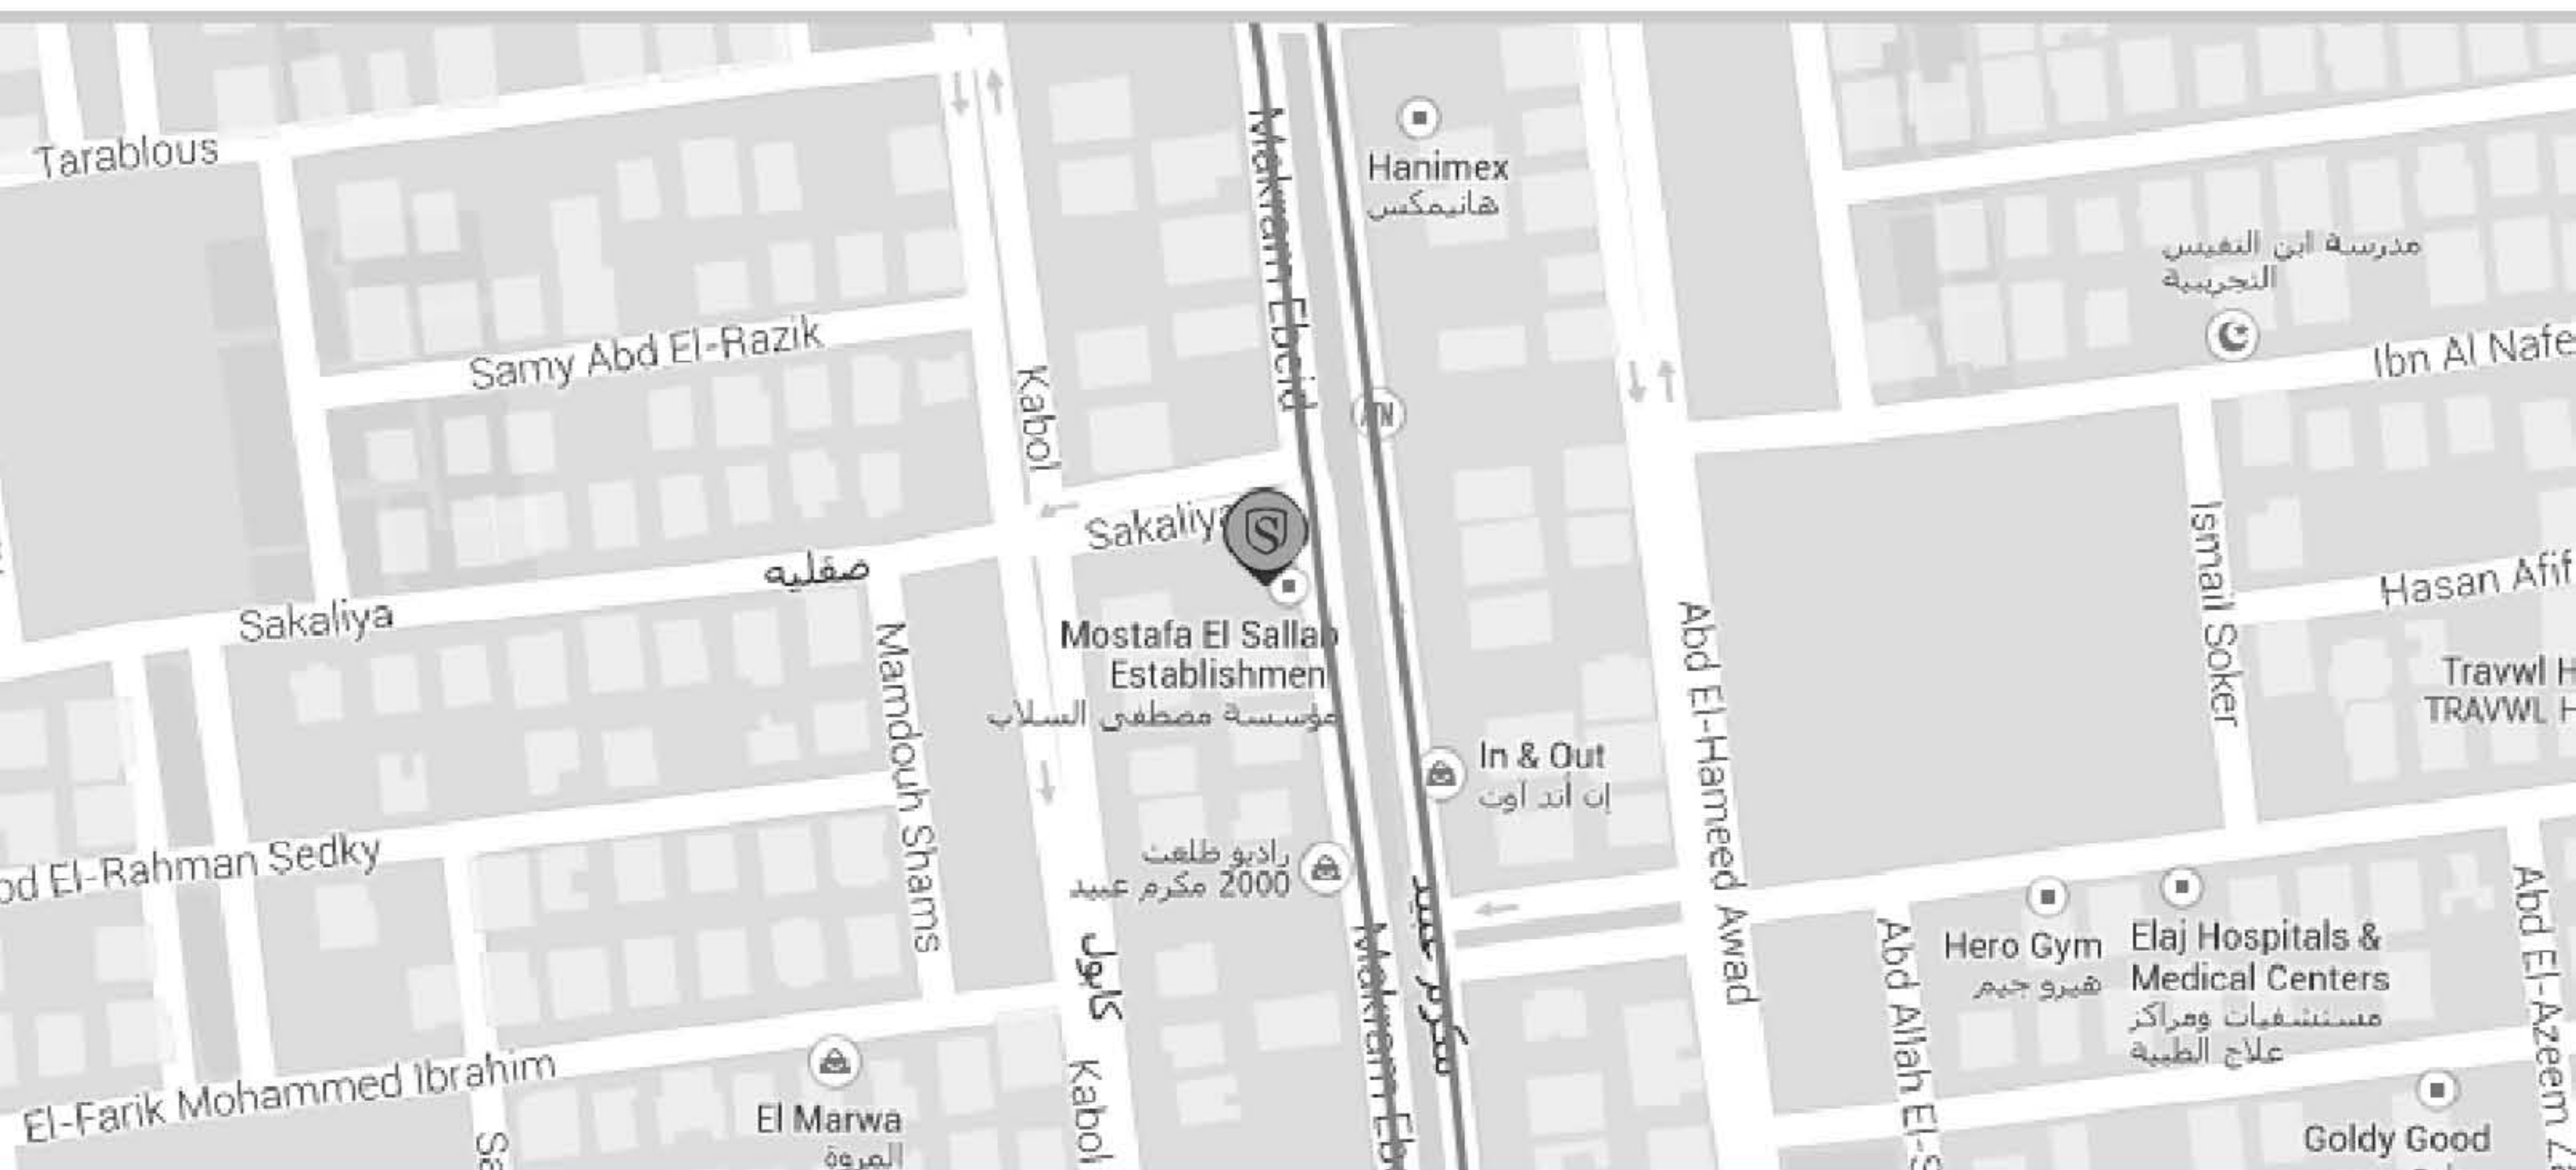 Tarablous
Makram Ebeid
Hanimex
هانيمكس
مدرسة ابن النفيس
التجريبية
Samy Abd El-Razik
Ibn Al Nafe
Kabol
Sakaliya
S
صقليه
Sakaliya
Ismail Soker
Hasan Afif
Mostafa El Sallab
Establishmen
مؤسسة مصطفى السلاب
Mamdouh Shams
Abd El-Hameed Awad
Travwl H
TRAVWL H
In & Out
إن أند اوت
راديو طلعت
2000 مكرم عبيد
مكرم عبيد
El-Rahman Sedky
كابول
Hero Gym
هيرو جيم
Elaj Hospitals &
Medical Centers
مستشفيات ومراكز
علاج الطبية
Abd Allah El-S
Abd El-Azeem
El-Farik Mohammed Ibrahim
Sa
El Marwa
المروة
Kabol
Makram Eb
Goldy Good